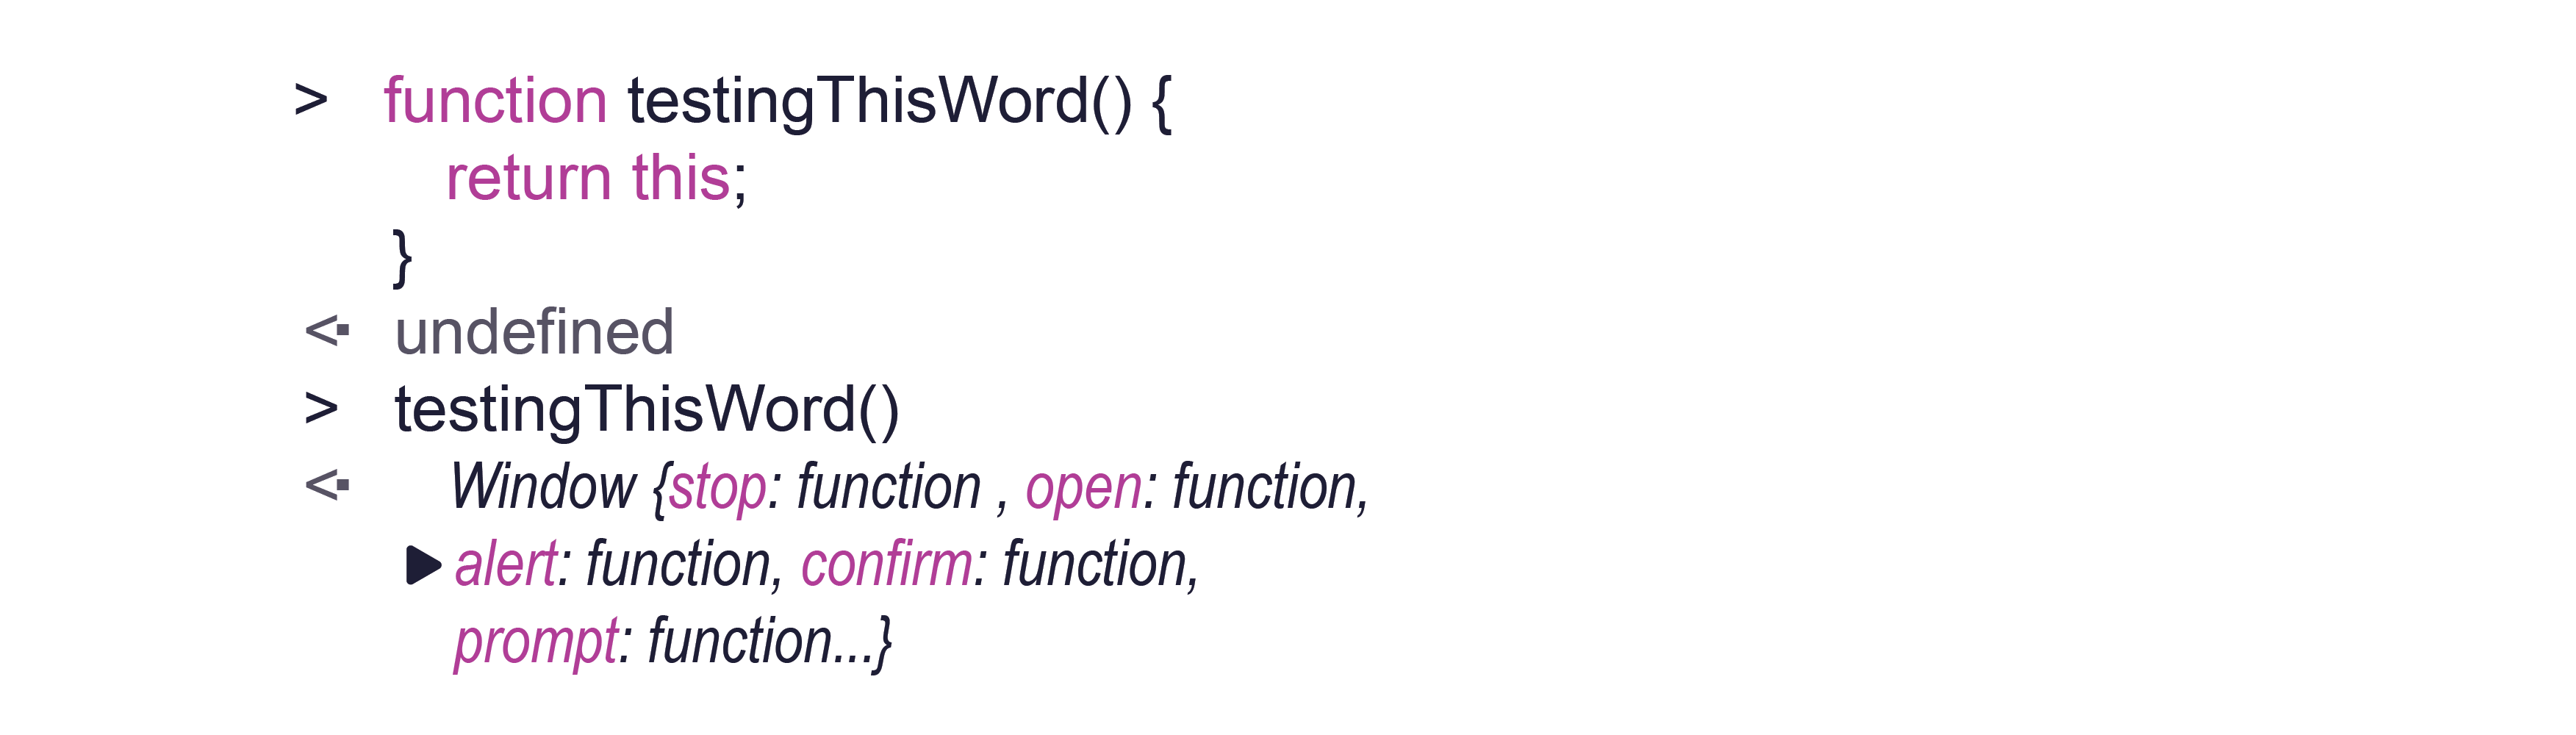 > function testingThisWord() {
return this;
}
<· undefined
> testingThisWord()
<· Window {stop: function , open: function,
▶ alert: function, confirm: function,
prompt: function...}